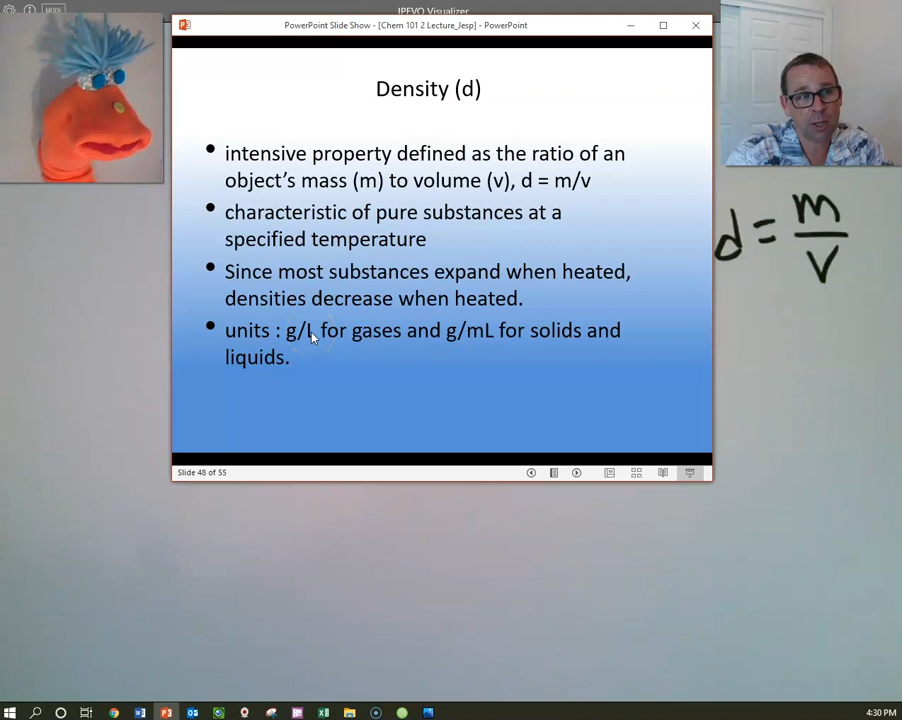 IPEVO Visualizer
MODE
PowerPoint Slide Show - [Chem 101 2 Lecture_Jesp] - PowerPoint
Density (d)
• intensive property defined as the ratio of an
object's mass (m) to volume (v), d = m/v
• characteristic of pure substances at a
specified temperature
• Since most substances expand when heated,
densities decrease when heated.
• units : g/L for gases and g/mL for solids and
liquids.
d = m
v
Slide 48 of 55
4:30 PM